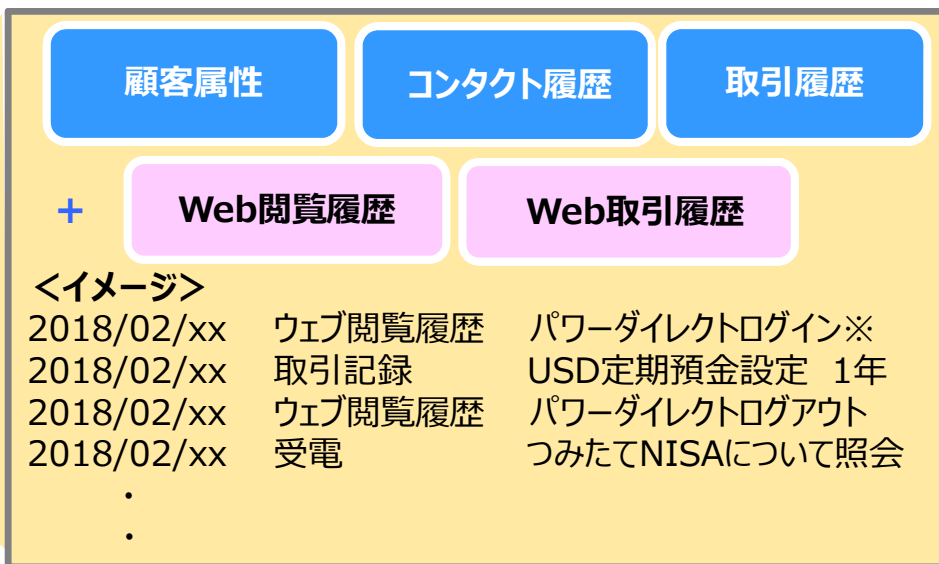 顧客属性 コンタクト履歴 取引履歴
+ Web閲覧履歴 Web取引履歴
＜イメージ＞
2018/02/xx ウェブ閲覧履歴 パワーダイレクトログイン※
2018/02/xx 取引記録 USD定期預金設定 1年
2018/02/xx ウェブ閲覧履歴 パワーダイレクトログアウト
2018/02/xx 受電 つみたてNISAについて照会
・
・